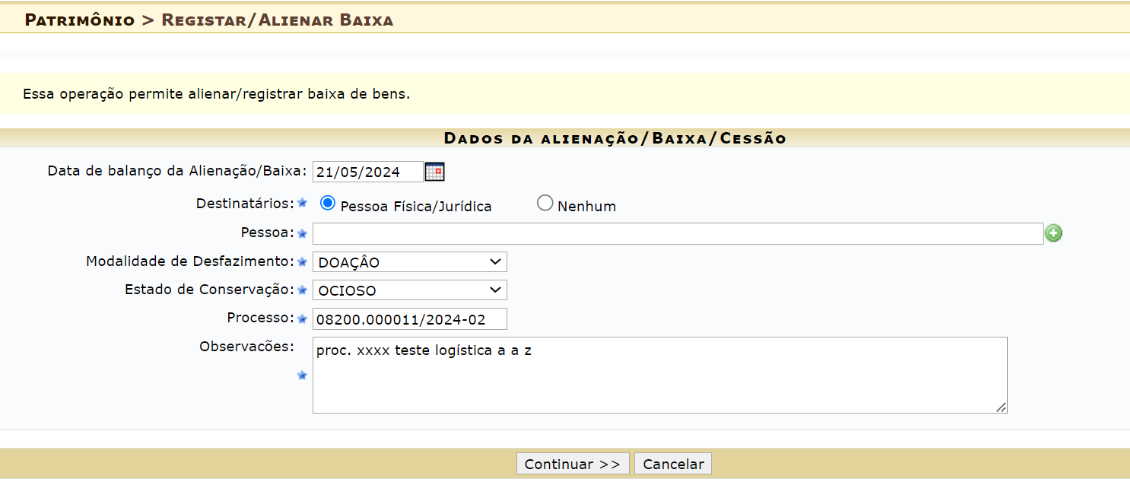 Patrimônio > Registar/Alienar Baixa
Essa operação permite alienar/registrar baixa de bens.
Dados da alienação/Baixa/Cessão
Data de balanço da Alienação/Baixa: 21/05/2024
Destinatários: Pessoa Física/Jurídica Nenhum
Pessoa:
Modalidade de Desfazimento: DOAÇÂO
Estado de Conservação: OCIOSO
Processo: 08200.000011/2024-02
Observacões: proc. xxxx teste logística a a z
Continuar >> Cancelar